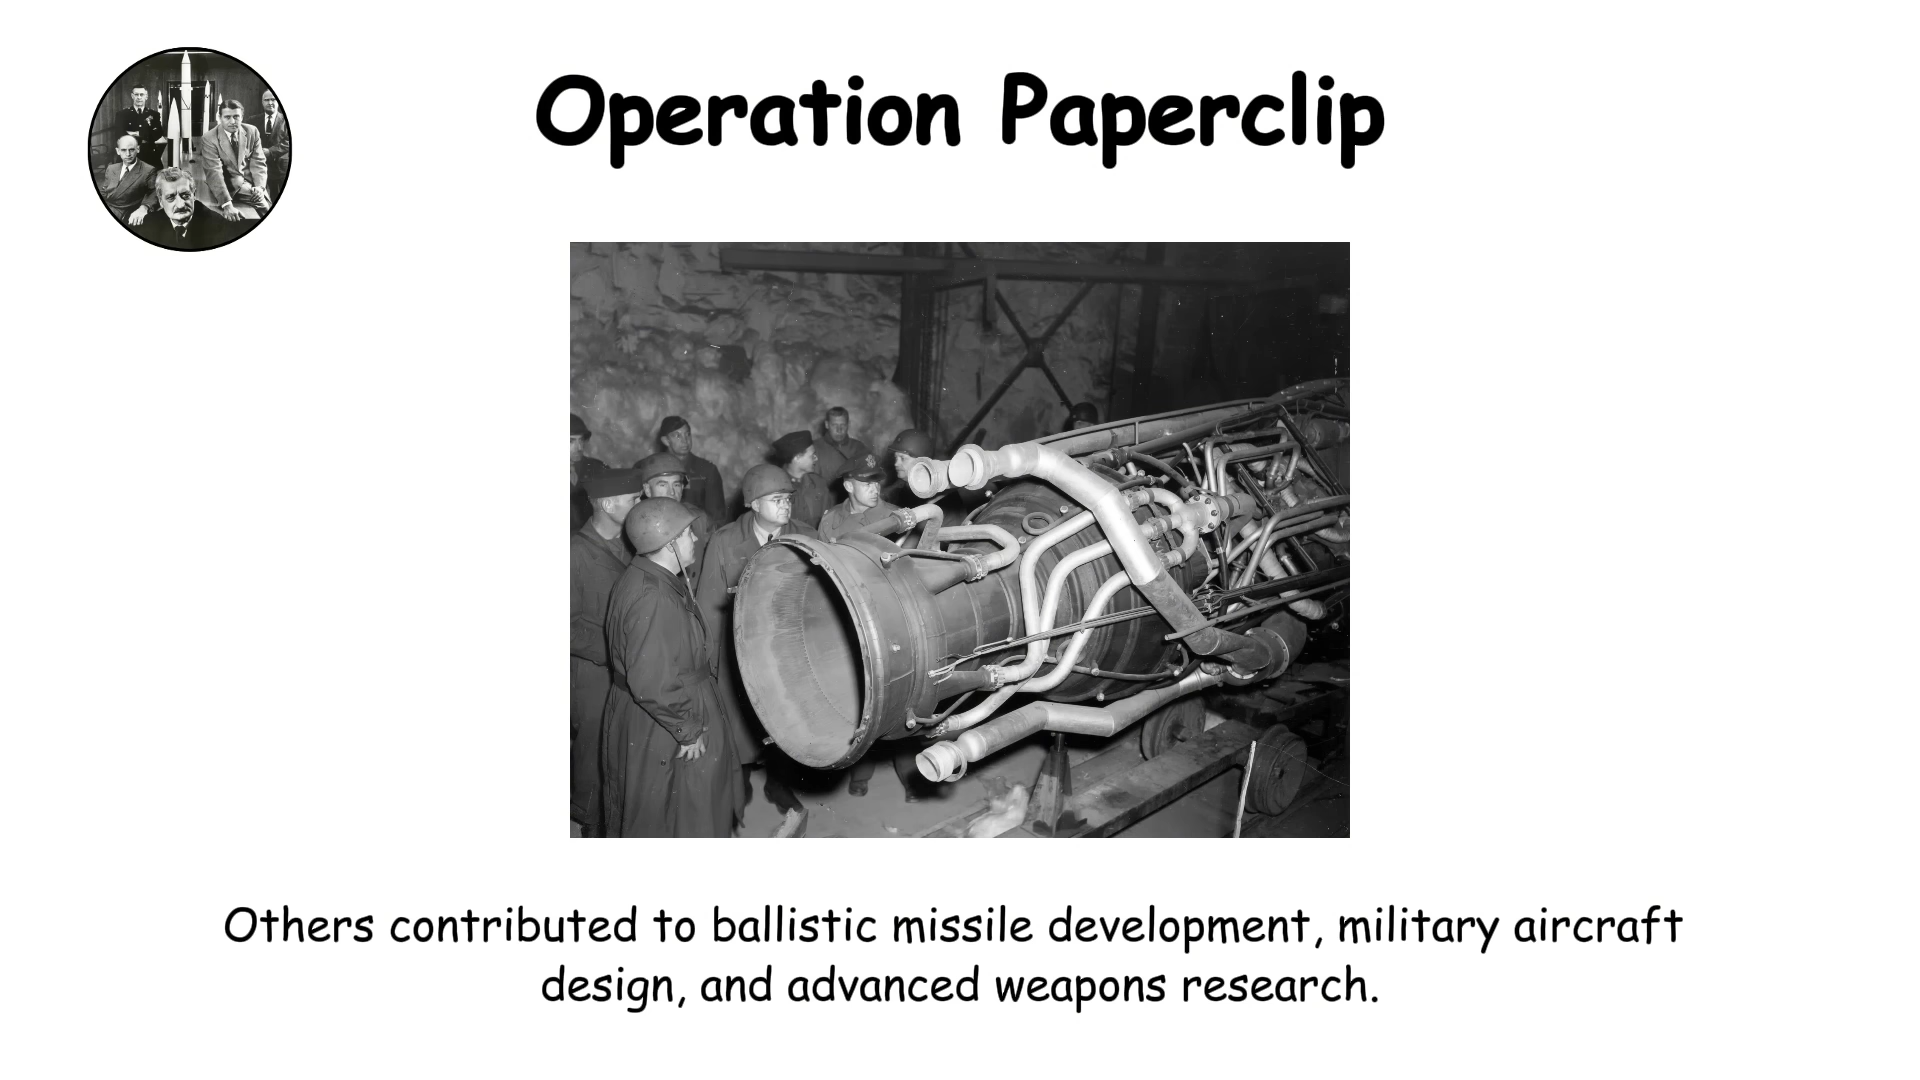 Operation Paperclip
Others contributed to ballistic missile development, military aircraft
design, and advanced weapons research.